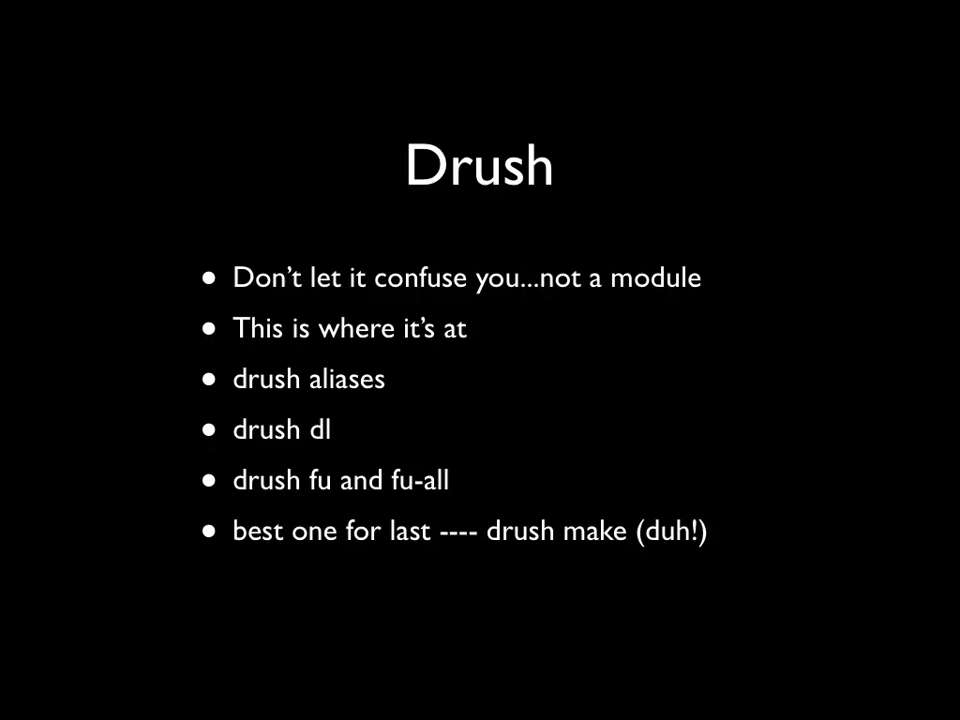 Drush
• Don’t let it confuse you...not a module
• This is where it’s at
• drush aliases
• drush dl
• drush fu and fu-all
• best one for last ---- drush make (duh!)